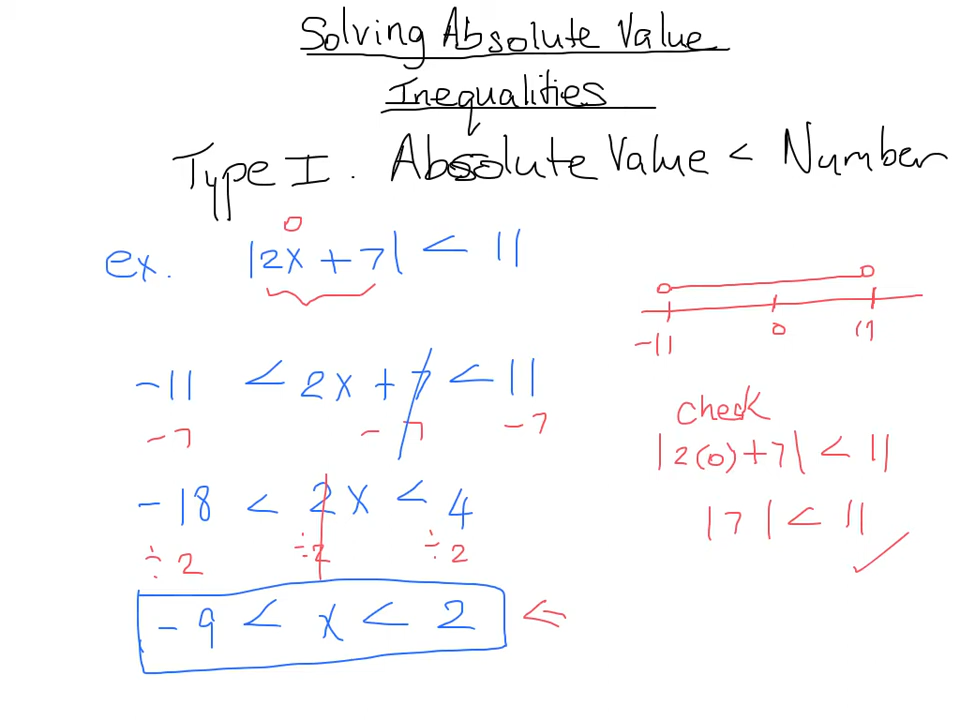 Solving Absolute Value
Inequalities
Type I. Absolute Value < Number
0
ex. |2x + 7| < 11
-11 0 11
-11 < 2x + 7 < 11
-7 -7 -7
check
|2(0)+7| < 11
-18 < 2x < 4
|7| < 11
÷2 ÷2 ÷2
-9 < x < 2 ⇐